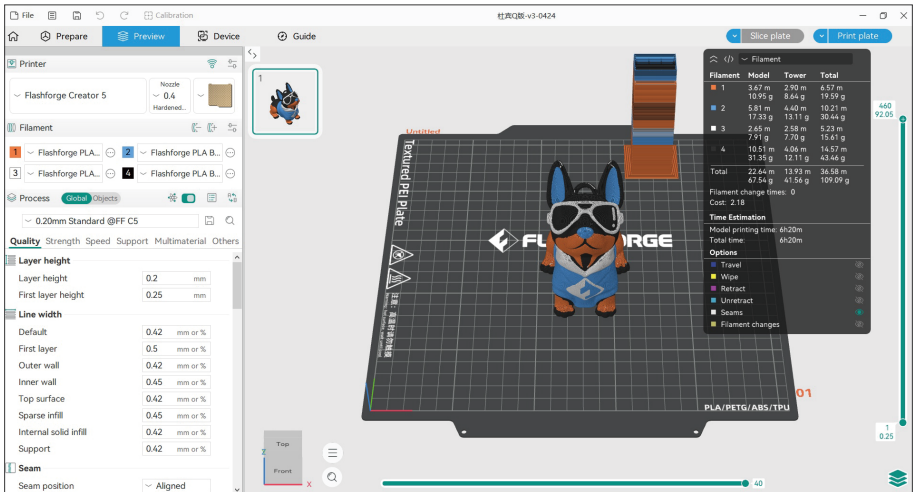 File
Calibration
杜宾Q版-v3-0424
Prepare
Preview
Device
Guide
Slice plate
Print plate
Printer
Flashforge Creator 5
Nozzle
0.4
Hardened...
Filament
1 Flashforge PLA...
2 Flashforge PLA B...
3 Flashforge PLA...
4 Flashforge PLA B...
Process Global Objects
0.20mm Standard @FF C5
Quality Strength Speed Support Multimaterial Others
Layer height
Layer height 0.2 mm
First layer height 0.25 mm
Line width
Default 0.42 mm or %
First layer 0.5 mm or %
Outer wall 0.42 mm or %
Inner wall 0.45 mm or %
Top surface 0.42 mm or %
Sparse infill 0.45 mm or %
Internal solid infill 0.42 mm or %
Support 0.42 mm or %
Seam
Seam position Aligned
1
Untitled
Textured PEI Plate
FL RGE
注意：高温时请勿触摸
PLA/PETG/ABS/TPU
01
Top
Front
Z
X
40
Filament
Filament Model Tower Total
1 3.67 m 2.90 m 6.57 m
10.95 g 8.64 g 19.59 g
2 5.81 m 4.40 m 10.21 m
17.33 g 13.11 g 30.44 g
3 2.65 m 2.58 m 5.23 m
7.91 g 7.70 g 15.61 g
4 10.51 m 4.06 m 14.57 m
31.35 g 12.11 g 43.46 g
Total 22.64 m 13.93 m 36.58 m
67.54 g 41.56 g 109.09 g
Filament change times: 0
Cost: 2.18
Time Estimation
Model printing time: 6h20m
Total time: 6h20m
Options
Travel
Wipe
Retract
Unretract
Seams
Filament changes
460
92.05
1
0.25